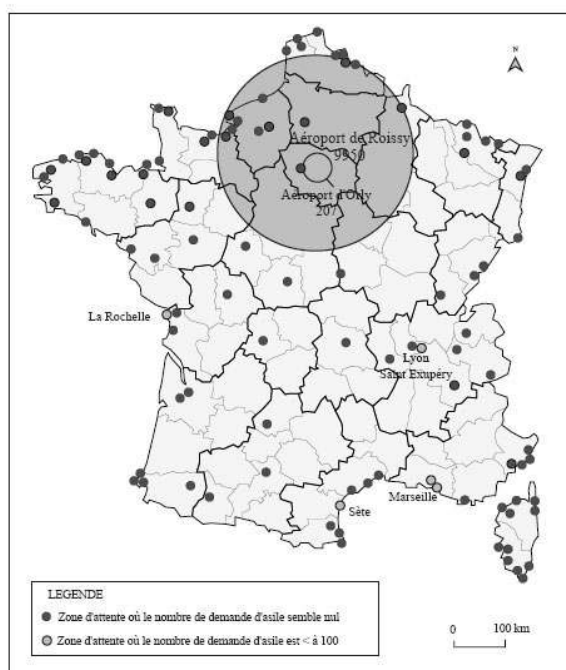 N
Aéroport de Roissy
9950
Aéroport d'Orly
207
La Rochelle
Lyon
Saint Exupéry
Marseille
Sète
LEGENDE
Zone d'attente où le nombre de demande d'asile semble nul
Zone d'attente où le nombre de demande d'asile est < à 100
0 100 km